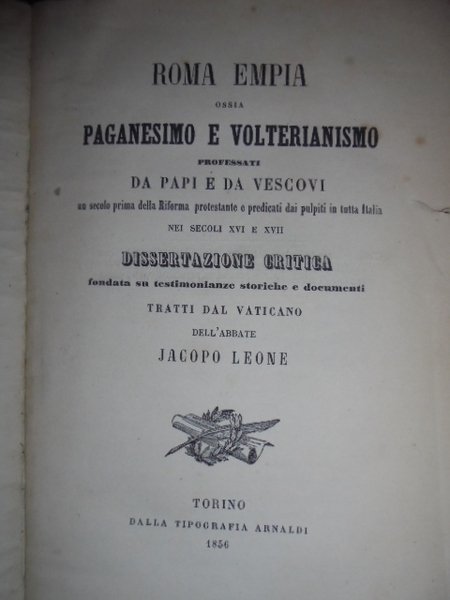 ROMA EMPIA
OSSIA
PAGANESIMO E VOLTERIANISMO
PROFESSATI
DA PAPI E DA VESCOVI
un secolo prima della Riforma protestante e predicati dai pulpiti in tutta Italia
NEI SECOLI XVI E XVII
DISSERTAZIONE CRITICA
fondata su testimonianze storiche e documenti
TRATTI DAL VATICANO
DELL'ABBATE
JACOPO LEONE
TORINO
DALLA TIPOGRAFIA ARNALDI
1856